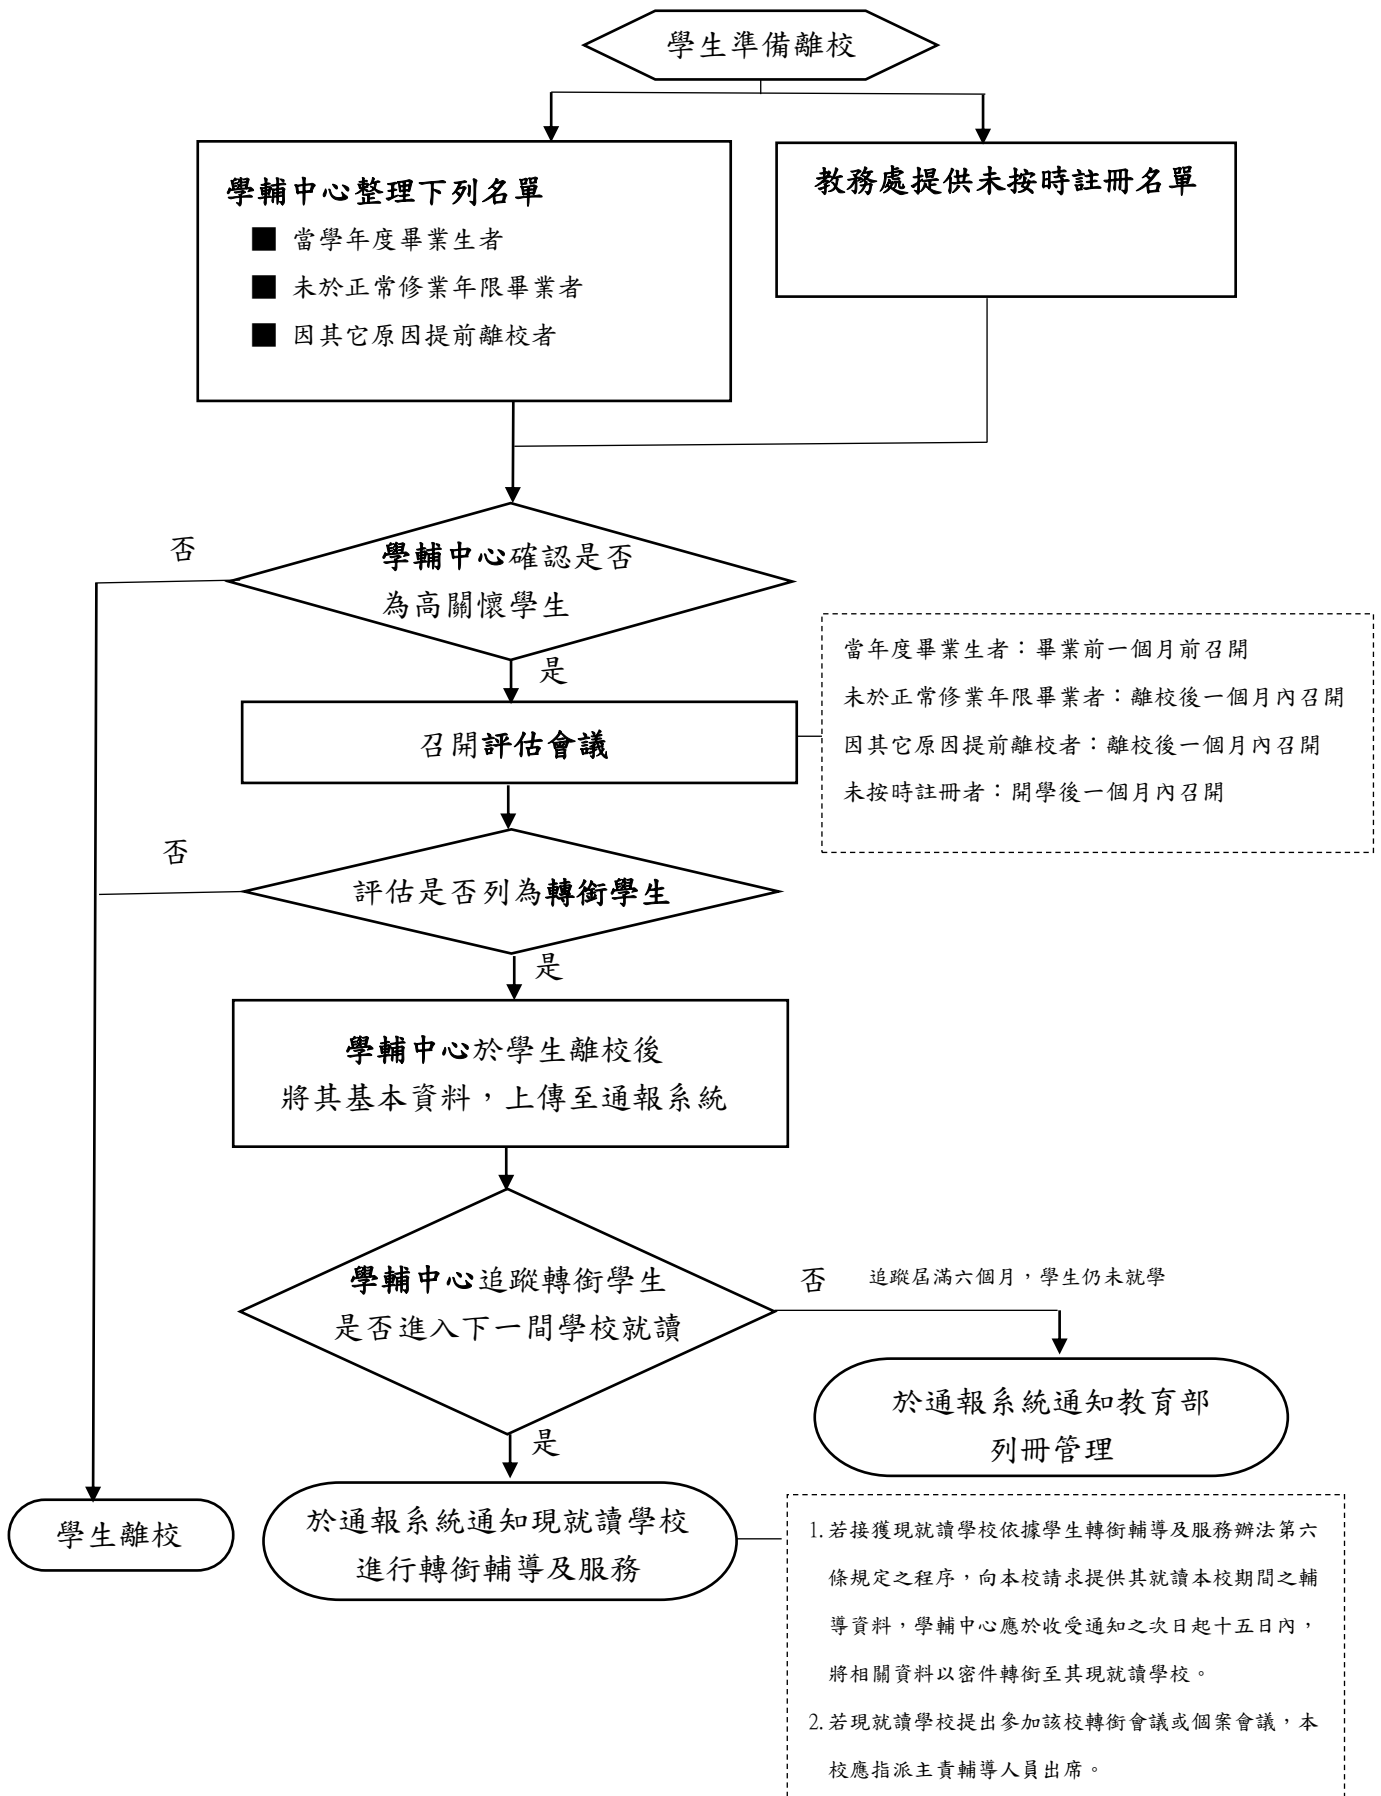 學生準備離校
學輔中心整理下列名單
■ 當學年度畢業生者
■ 未於正常修業年限畢業者
■ 因其它原因提前離校者
教務處提供未按時註冊名單
否
學輔中心確認是否
為高關懷學生
是
當年度畢業生者：畢業前一個月前召開
未於正常修業年限畢業者：離校後一個月內召開
因其它原因提前離校者：離校後一個月內召開
未按時註冊者：開學後一個月內召開
召開評估會議
否
評估是否列為轉銜學生
是
學輔中心於學生離校後
將其基本資料，上傳至通報系統
學輔中心追蹤轉銜學生
是否進入下一間學校就讀
否
追蹤屆滿六個月，學生仍未就學
於通報系統通知教育部
列冊管理
是
學生離校
於通報系統通知現就讀學校
進行轉銜輔導及服務
1. 若接獲現就讀學校依據學生轉銜輔導及服務辦法第六
條規定之程序，向本校請求提供其就讀本校期間之輔
導資料，學輔中心應於收受通知之次日起十五日內，
將相關資料以密件轉銜至其現就讀學校。
2. 若現就讀學校提出參加該校轉銜會議或個案會議，本
校應指派主責輔導人員出席。